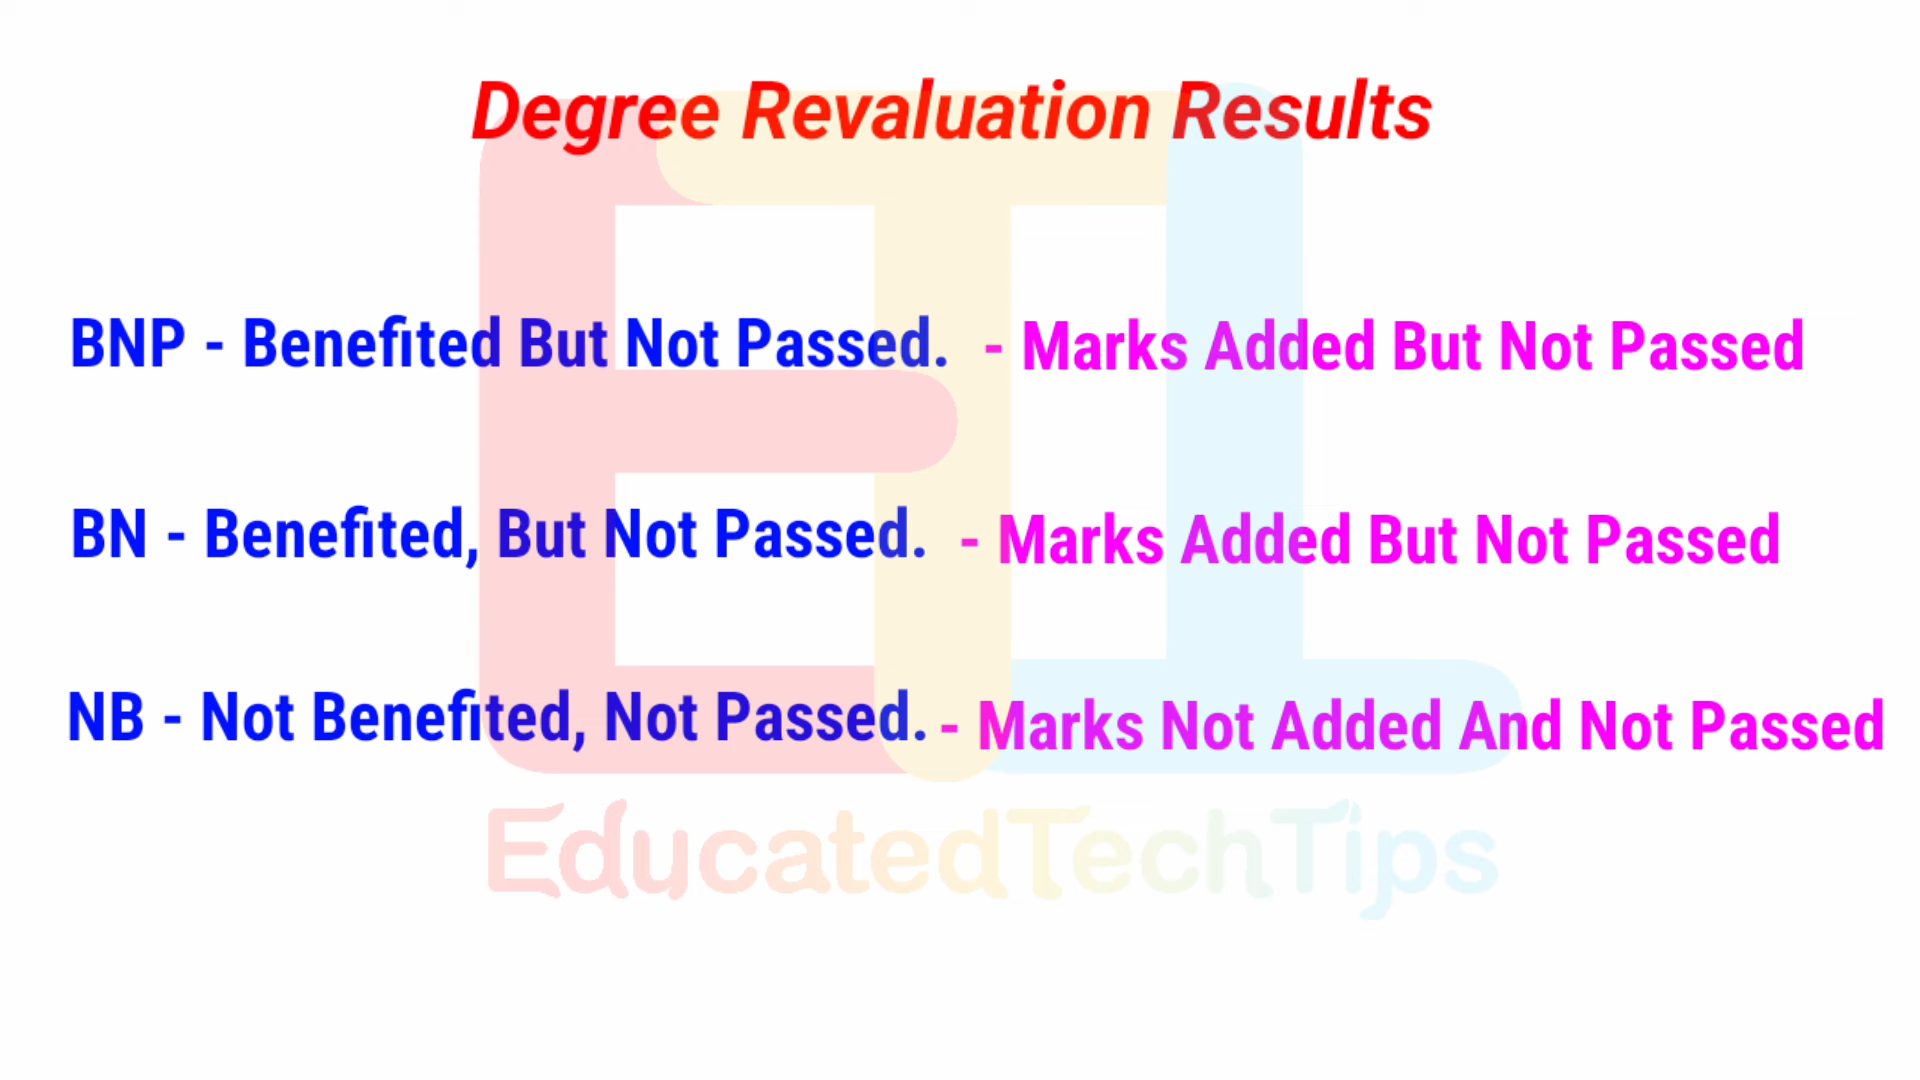 Degree Revaluation Results
BNP - Benefited But Not Passed. - Marks Added But Not Passed
BN - Benefited, But Not Passed. - Marks Added But Not Passed
NB - Not Benefited, Not Passed. - Marks Not Added And Not Passed
EducatedTechTips